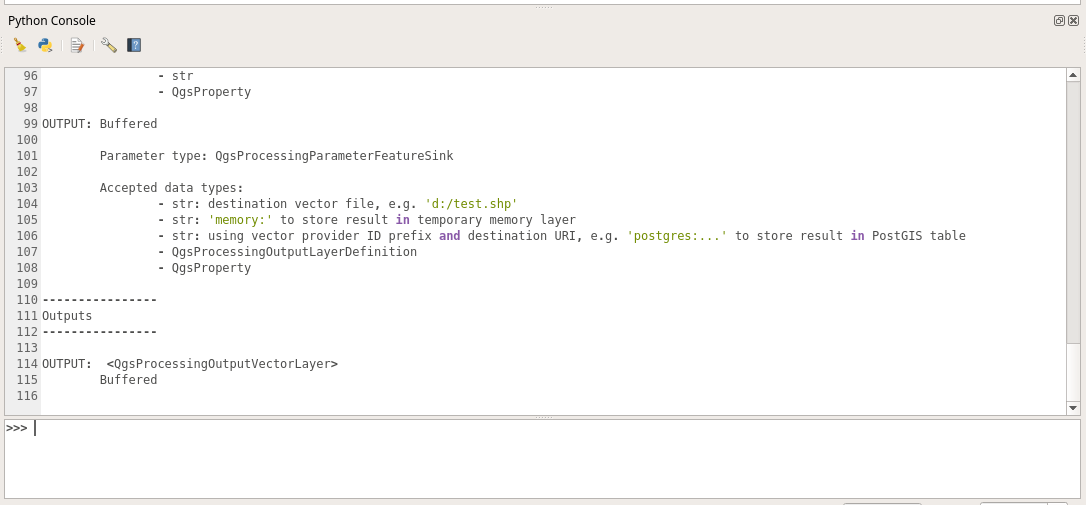 Python Console
96 - str
97 - QgsProperty
98
99 OUTPUT: Buffered
100
101 Parameter type: QgsProcessingParameterFeatureSink
102
103 Accepted data types:
104 - str: destination vector file, e.g. 'd:/test.shp'
105 - str: 'memory:' to store result in temporary memory layer
106 - str: using vector provider ID prefix and destination URI, e.g. 'postgres:...' to store result in PostGIS table
107 - QgsProcessingOutputLayerDefinition
108 - QgsProperty
109
110 ----------------
111 Outputs
112 ----------------
113
114 OUTPUT:  <QgsProcessingOutputVectorLayer>
115 Buffered
116
>>>